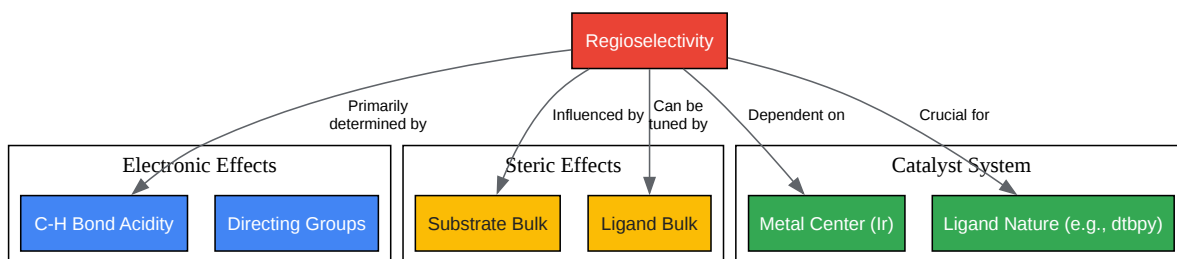 Regioselectivity
Primarily
determined by
Influenced by
Can be
tuned by
Dependent on
Crucial for
Electronic Effects
Steric Effects
Catalyst System
C-H Bond Acidity
Directing Groups
Substrate Bulk
Ligand Bulk
Metal Center (Ir)
Ligand Nature (e.g., dtbpy)